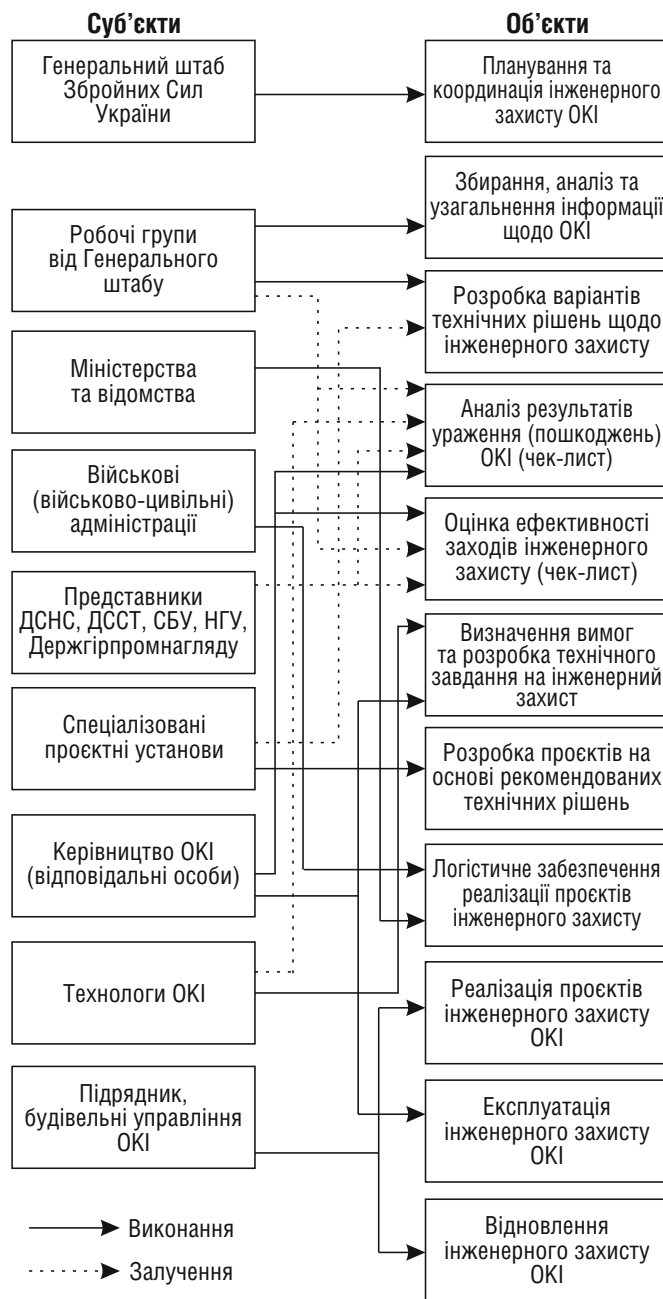 Суб’єкти
Генеральний штаб
Збройних Сил
України
Робочі групи
від Генерального
штабу
Міністерства
та відомства
Військові
(військово-цивільні)
адміністрації
Представники
ДСНС, ДССТ, СБУ, НГУ,
Держгірпромнагляду
Спеціалізовані
проєктні установи
Керівництво ОКІ
(відповідальні особи)
Технологи ОКІ
Підрядник,
будівельні управління
ОКІ
Виконання
Залучення
Об’єкти
Планування та
координація інженерного
захисту ОКІ
Збирання, аналіз та
узагальнення інформації
щодо ОКІ
Розробка варіантів
технічних рішень щодо
інженерного захисту
Аналіз результатів
ураження (пошкоджень)
ОКІ (чек-лист)
Оцінка ефективності
заходів інженерного
захисту (чек-лист)
Визначення вимог
та розробка технічного
завдання на інженерний
захист
Розробка проєктів на
основі рекомендованих
технічних рішень
Логістичне забезпечення
реалізації проєктів
інженерного захисту
Реалізація проєктів
інженерного захисту
ОКІ
Експлуатація
інженерного захисту
ОКІ
Відновлення
інженерного захисту
ОКІ